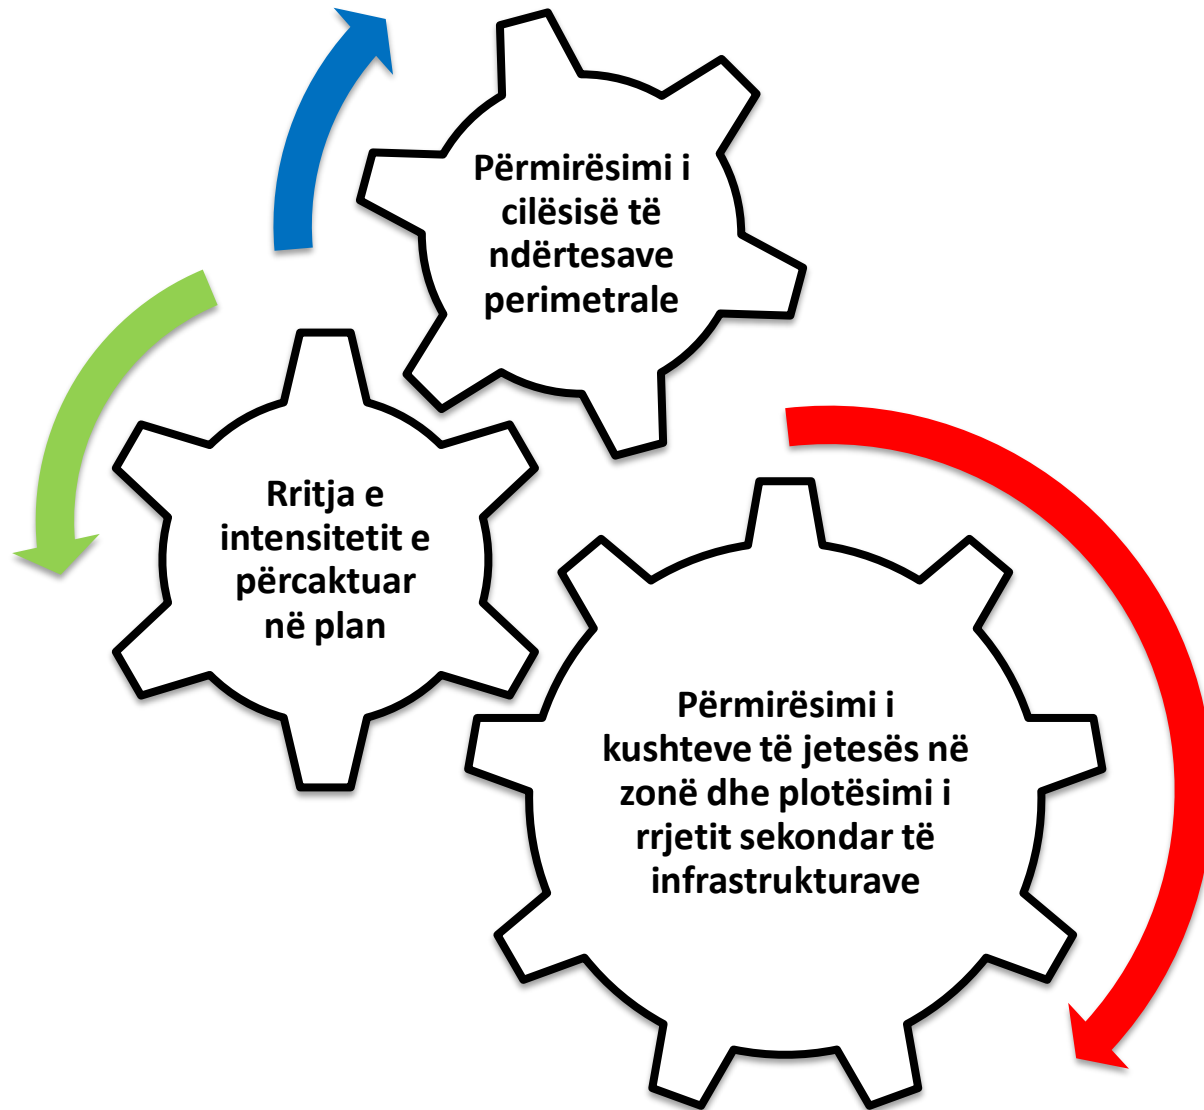 Përmirësimi i
cilësisë të
ndërtesave
perimetrale
Rritja e
intensitetit e
përcaktuar
në plan
Përmirësimi i
kushteve të jetesës në
zonë dhe plotësimi i
rrjetit sekondar të
infrastrukturave